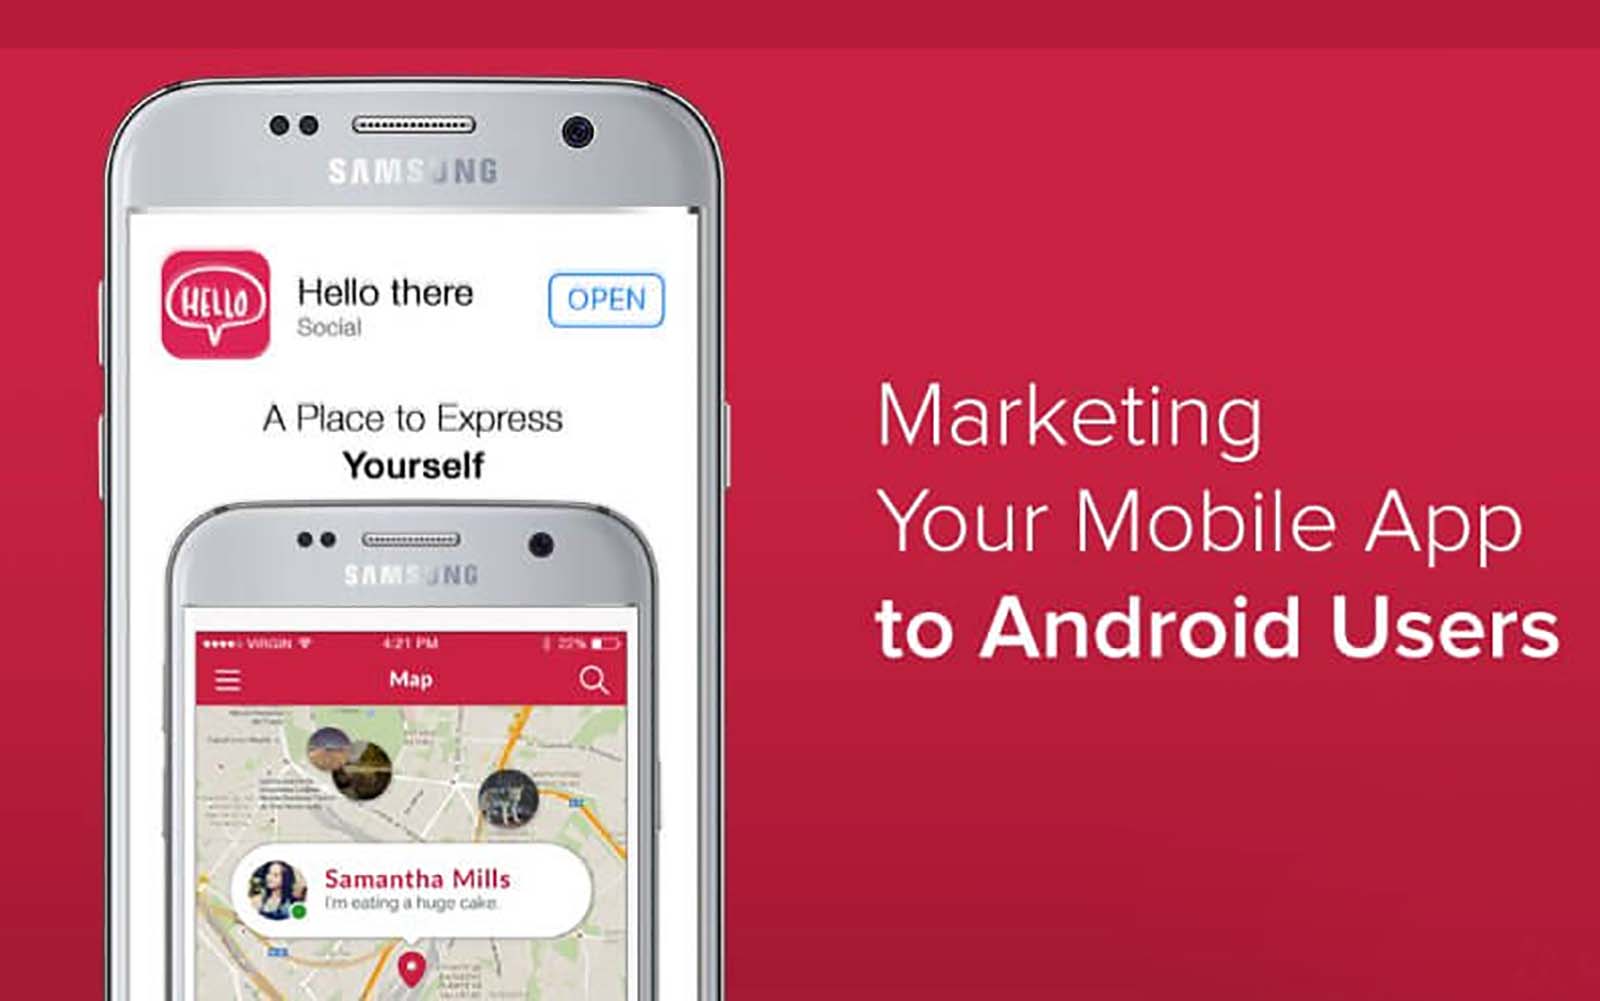 SAMSUNG
HELLO
Hello there
Social
OPEN
A Place to Express
Yourself
SAMSUNG
VIRGIN
4:21 PM
22%
Map
Samantha Mills
I'm eating a huge cake.
Marketing
Your Mobile App
to Android Users